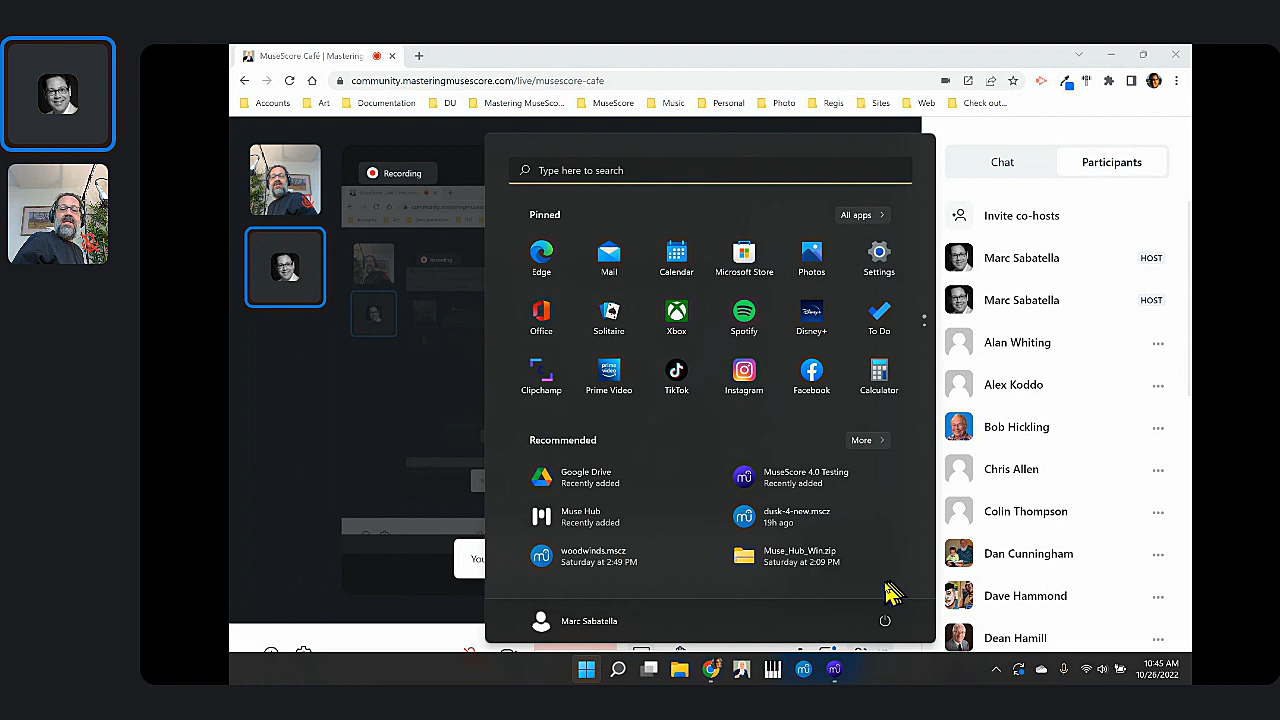 MuseScore Café | Mastering
community.masteringmusescore.com/live/musescore-cafe
Accounts
Art
Documentation
DU
Mastering MuseSco...
MuseScore
Music
Personal
Photo
Regis
Sites
Web
Check out...
Recording
Recording
Type here to search
Pinned
All apps
Edge
Mail
Calendar
Microsoft Store
Photos
Settings
Office
Solitaire
Xbox
Spotify
Disney+
To Do
Clipchamp
Prime Video
TikTok
Instagram
Facebook
Calculator
Recommended
More
Google Drive
Recently added
MuseScore 4.0 Testing
Recently added
Muse Hub
Recently added
dusk-4-new.mscz
19h ago
woodwinds.mscz
Saturday at 2:49 PM
Muse_Hub_Win.zip
Saturday at 2:09 PM
You
Marc Sabatella
Chat
Participants
Invite co-hosts
Marc Sabatella
HOST
Marc Sabatella
HOST
Alan Whiting
Alex Koddo
Bob Hickling
Chris Allen
Colin Thompson
Dan Cunningham
Dave Hammond
Dean Hamill
10:45 AM
10/26/2022